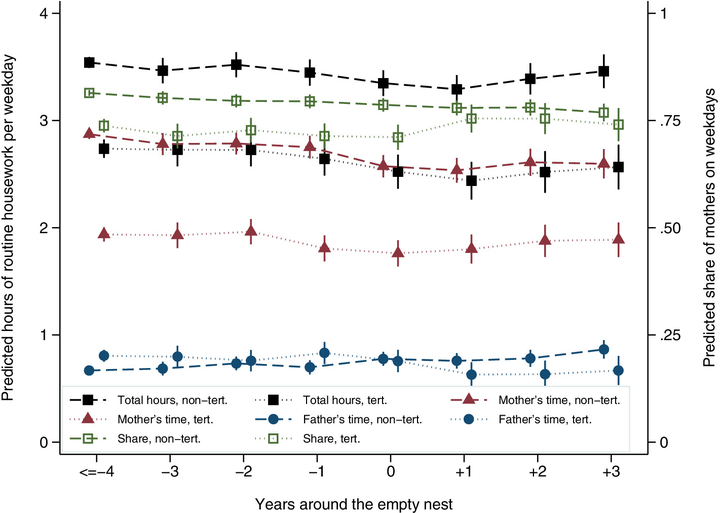 4
3
2
1
0
Predicted hours of routine housework per weekday
1
.75
.50
.25
0
Predicted share of mothers on weekdays
Total hours, non−tert.
Total hours, tert.
Mother's time, non−tert.
Mother's time, tert.
Father's time, non−tert.
Father's time, tert.
Share, non−tert.
Share, tert.
<=−4
−3
−2
−1
0
+1
+2
+3
Years around the empty nest